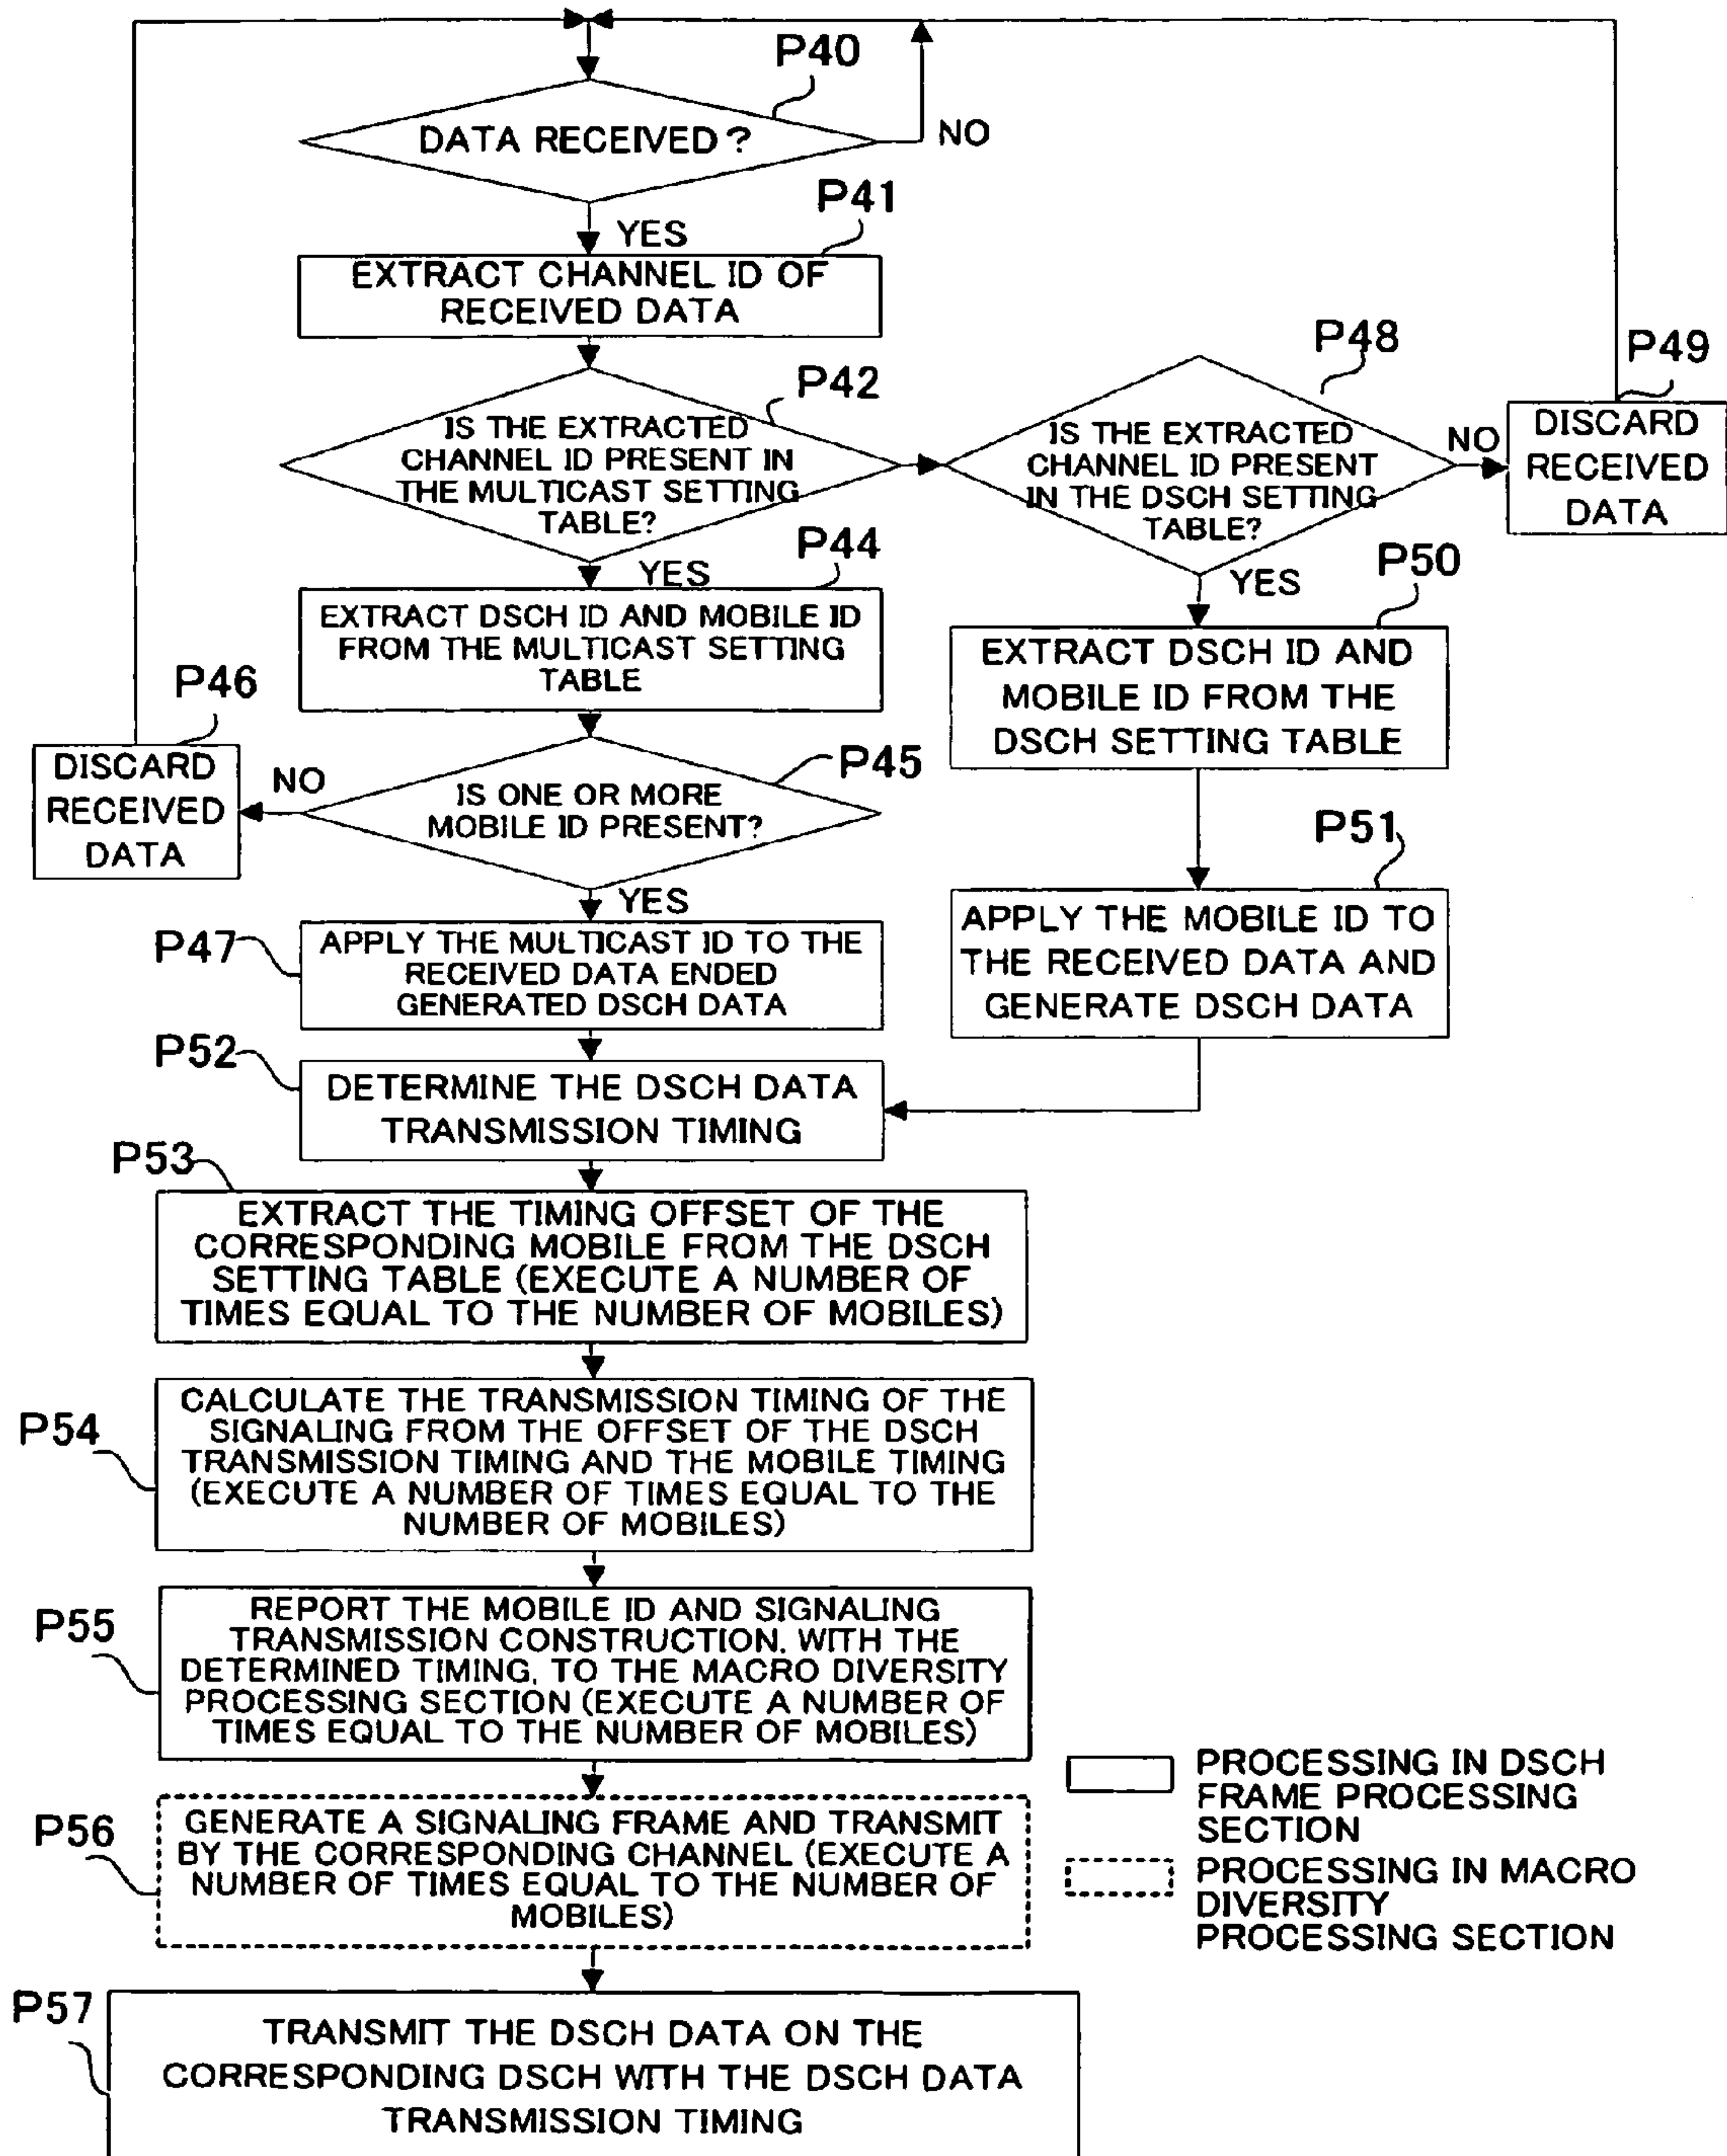 P40
DATA RECEIVED?
NO
P41
YES
EXTRACT CHANNEL ID OF
RECEIVED DATA
P42
IS THE EXTRACTED
CHANNEL ID PRESENT IN
THE MULTICAST SETTING
TABLE?
P48
IS THE EXTRACTED
CHANNEL ID PRESENT
IN THE DSCH SETTING
TABLE?
NO
P49
DISCARD
RECEIVED
DATA
P44
YES
EXTRACT DSCH ID AND MOBILE ID
FROM THE MULTICAST SETTING
TABLE
P50
YES
EXTRACT DSCH ID AND
MOBILE ID FROM THE
DSCH SETTING TABLE
P46
DISCARD
RECEIVED
DATA
NO
P45
IS ONE OR MORE
MOBILE ID PRESENT?
P51
APPLY THE MOBILE ID TO
THE RECEIVED DATA AND
GENERATE DSCH DATA
YES
P47
APPLY THE MULTICAST ID TO THE
RECEIVED DATA ENDED
GENERATED DSCH DATA
P52
DETERMINE THE DSCH DATA
TRANSMISSION TIMING
P53
EXTRACT THE TIMING OFFSET OF THE
CORRESPONDING MOBILE FROM THE DSCH
SETTING TABLE (EXECUTE A NUMBER OF
TIMES EQUAL TO THE NUMBER OF MOBILES)
P54
CALCULATE THE TRANSMISSION TIMING OF THE
SIGNALING FROM THE OFFSET OF THE DSCH
TRANSMISSION TIMING AND THE MOBILE TIMING
(EXECUTE A NUMBER OF TIMES EQUAL TO THE
NUMBER OF MOBILES)
P55
REPORT THE MOBILE ID AND SIGNALING
TRANSMISSION CONSTRUCTION, WITH THE
DETERMINED TIMING, TO THE MACRO DIVERSITY
PROCESSING SECTION (EXECUTE A NUMBER OF
TIMES EQUAL TO THE NUMBER OF MOBILES)
P56
GENERATE A SIGNALING FRAME AND TRANSMIT
BY THE CORRESPONDING CHANNEL (EXECUTE A
NUMBER OF TIMES EQUAL TO THE NUMBER OF
MOBILES)
PROCESSING IN DSCH
FRAME PROCESSING
SECTION
PROCESSING IN MACRO
DIVERSITY
PROCESSING SECTION
P57
TRANSMIT THE DSCH DATA ON THE
CORRESPONDING DSCH WITH THE DSCH DATA
TRANSMISSION TIMING